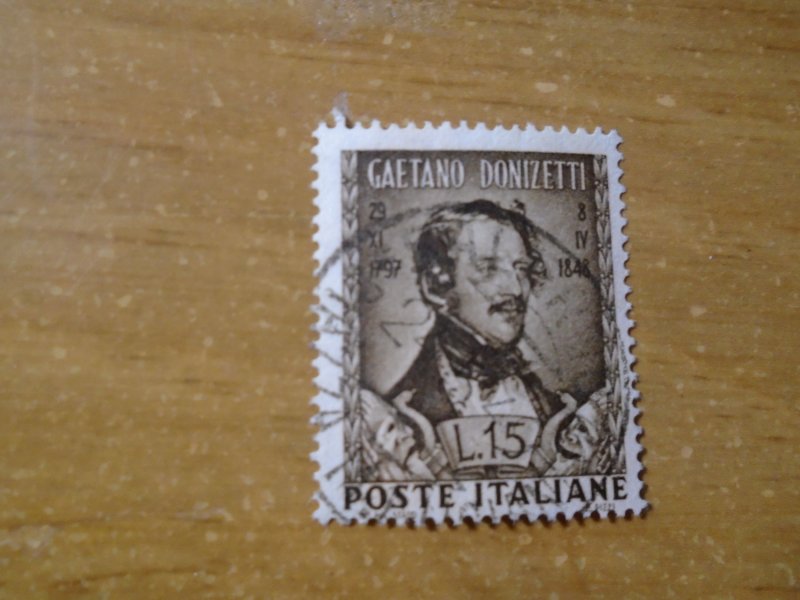 GAETANO DONIZETTI
29 8
XI IV
1797 1848
L.15
POSTE ITALIANE